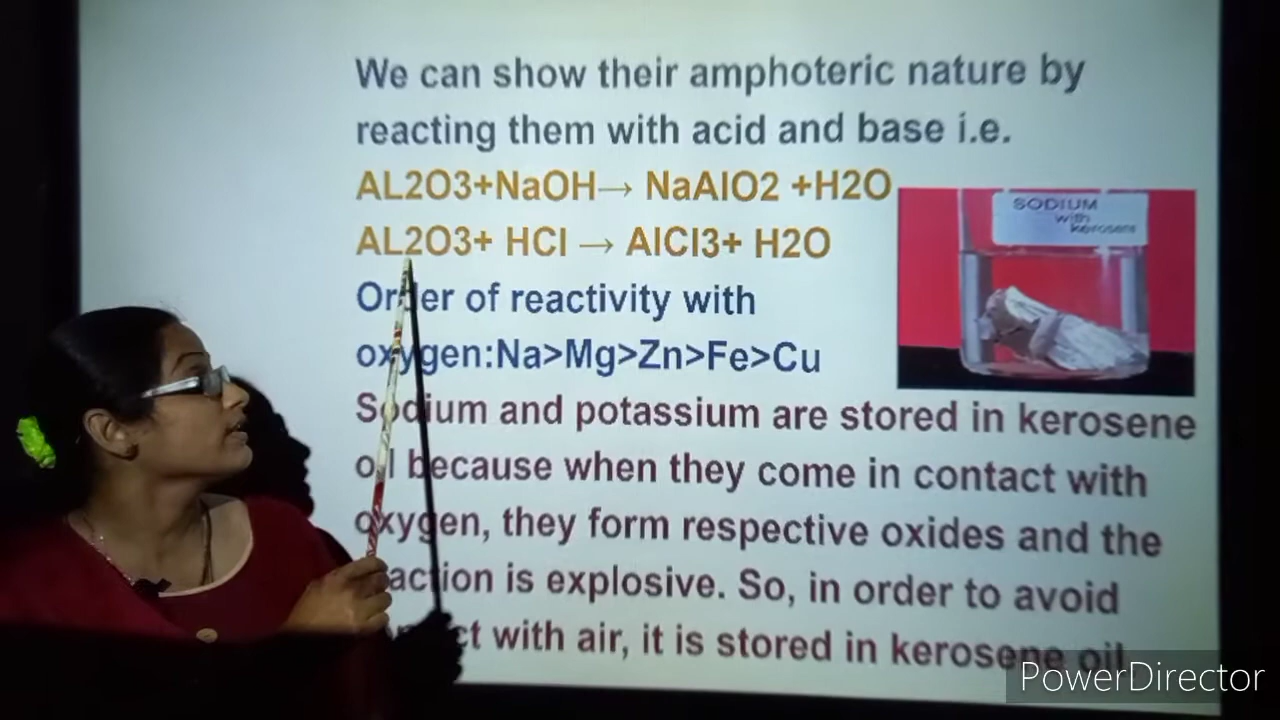 We can show their amphoteric nature by
reacting them with acid and base i.e.
AL2O3+NaOH→ NaAlO2 +H2O
AL2O3+ HCl → AlCl3+ H2O
Order of reactivity with
oxygen:Na>Mg>Zn>Fe>Cu
Sodium and potassium are stored in kerosene
oil because when they come in contact with
oxygen, they form respective oxides and the
action is explosive. So, in order to avoid
ct with air, it is stored in kerosene oil
SODIUM
with
kerosene
PowerDirector